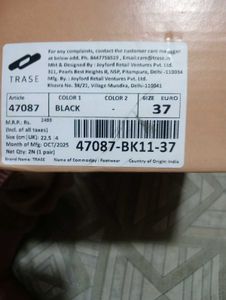 TRASE
For any complaints, contact the customer care manager
at below add. Ph. 8447756019 , Email-care@trase.in
Mkt & Designed By : Joyford Retail Ventures Pvt. Ltd.
311, Pearls Best Heights II, NSP, Pitampura, Delhi-110034
By : Joyford Retail Ventures Pvt. Ltd.
Khasra No. 58/21, Village Mundka, Delhi-110041
Article COLOR 1 COLOR 2 SIZE EURO
47087 BLACK - 37
M.R.P.: Rs. 2499
(Incl. of all taxes)
Size (cm|UK): 22.5 |4
Month of Mfg: OCT/2025
Net Qty: 2N (1 pair)
47087-BK11-37
Brand Name : TRASE Name of Commodity : Footwear Country of Origin: India